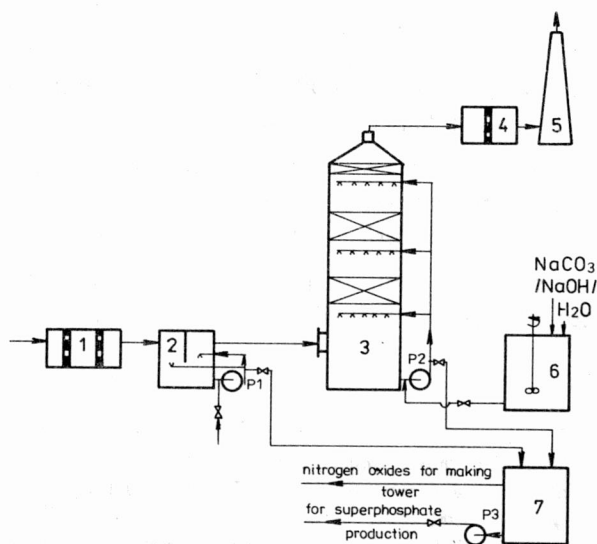 4
5
NaCO3
/NaOH/
H2O
1
2
3
P2
6
P1
nitrogen oxides for making
tower
7
for superphosphate
P3
production